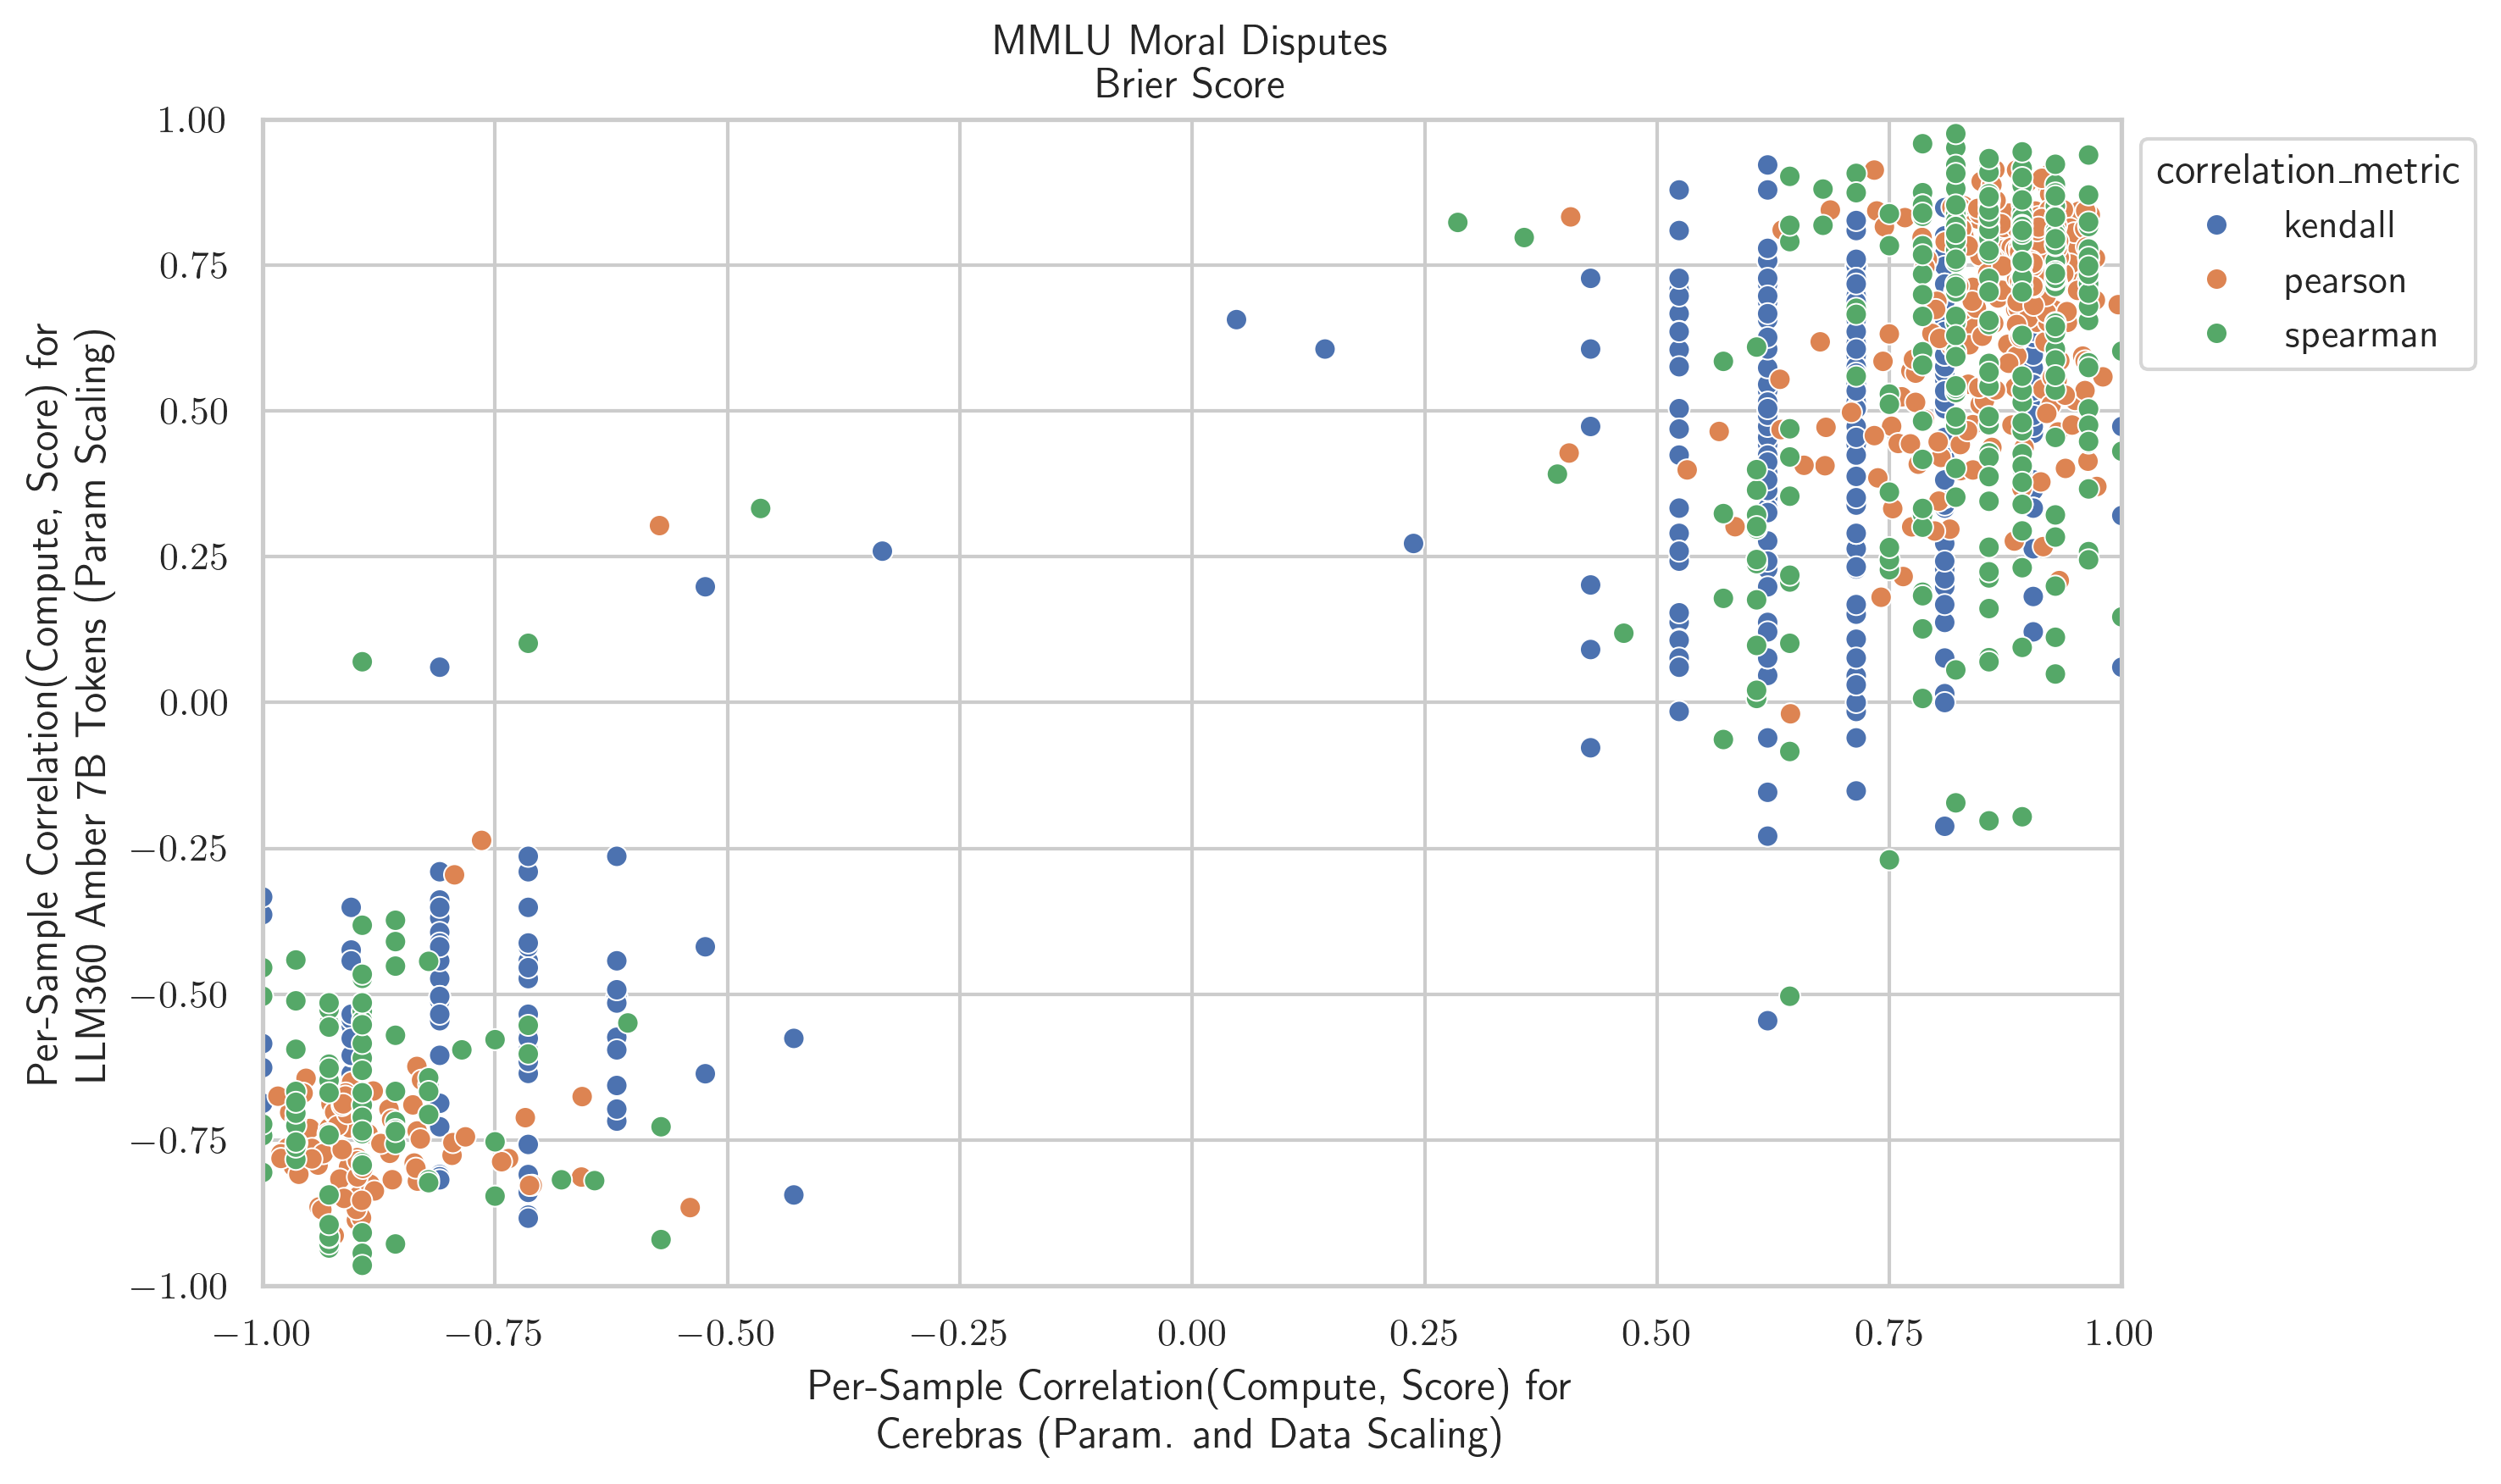 MMLU Moral Disputes
Brier Score
Per-Sample Correlation(Compute, Score) for
LLM360 Amber 7B Tokens (Param Scaling)
1.00
0.75
0.50
0.25
0.00
−0.25
−0.50
−0.75
−1.00
−1.00 −0.75 −0.50 −0.25 0.00 0.25 0.50 0.75 1.00
Per-Sample Correlation(Compute, Score) for
Cerebras (Param. and Data Scaling)
correlation_metric
kendall
pearson
spearman